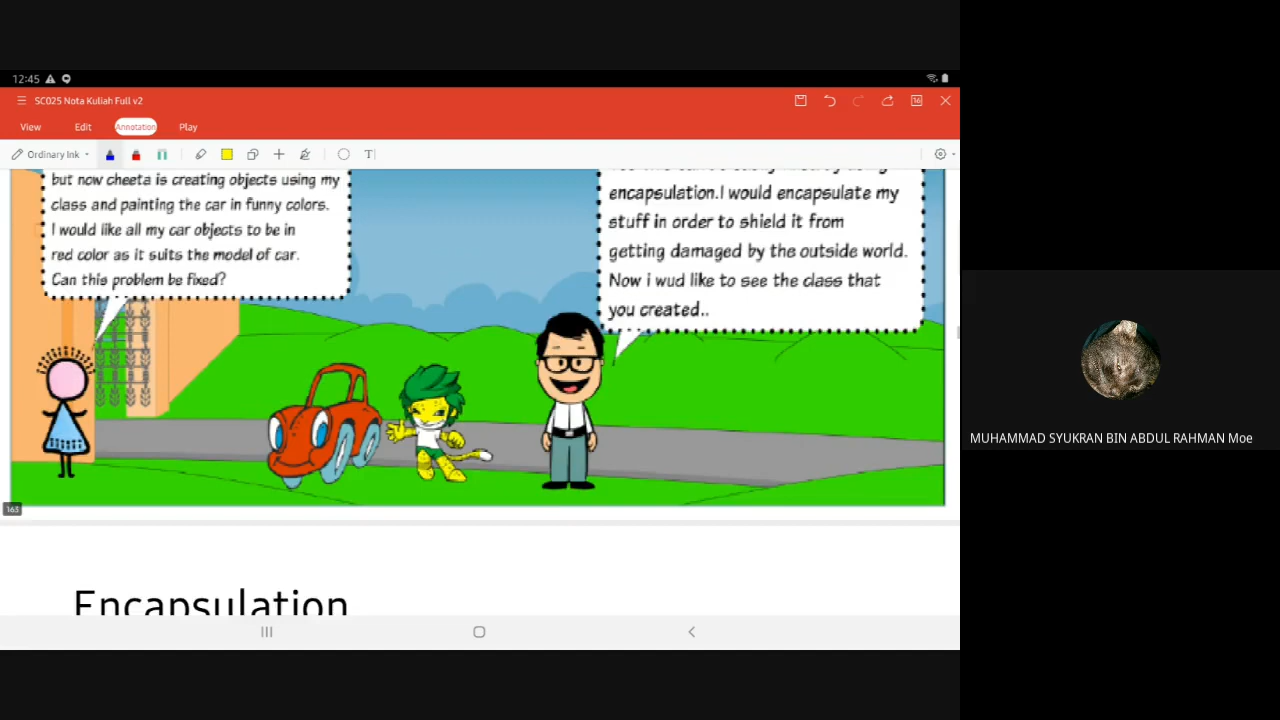 12:45
SC025 Nota Kuliah Full v2
16
View Edit Annotation Play
Ordinary Ink
T
but now cheeta is creating objects using my
class and painting the car in funny colors.
I would like all my car objects to be in
red color as it suits the model of car.
Can this problem be fixed?
encapsulation.I would encapsulate my
stuff in order to shield it from
getting damaged by the outside world.
Now i wud like to see the class that
you created..
163
Encapsulation
MUHAMMAD SYUKRAN BIN ABDUL RAHMAN Moe